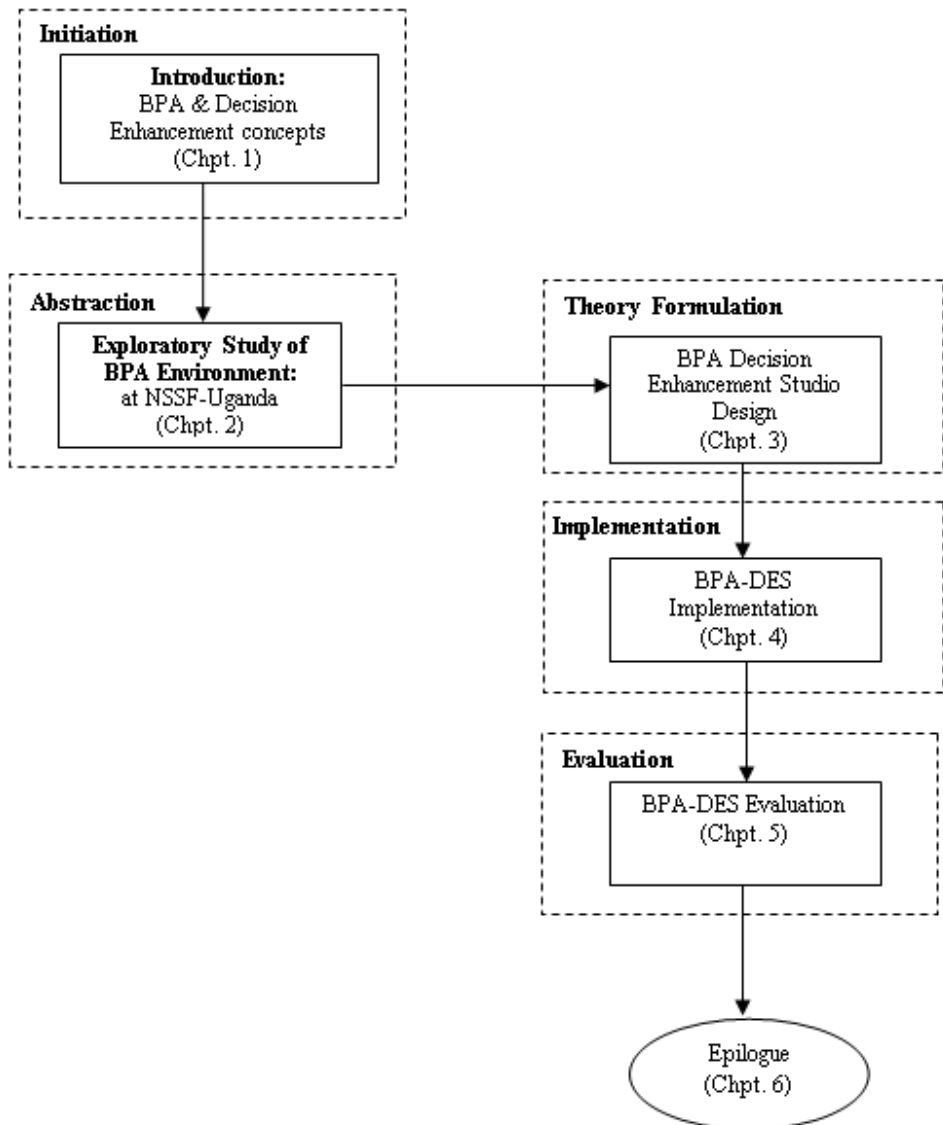 Initiation
Introduction:
BPA & Decision
Enhancement concepts
(Chpt. 1)
Abstraction
Exploratory Study of
BPA Environment:
at NSSF-Uganda
(Chpt. 2)
Theory Formulation
BPA Decision
Enhancement Studio
Design
(Chpt. 3)
Implementation
BPA-DES
Implementation
(Chpt. 4)
Evaluation
BPA-DES Evaluation
(Chpt. 5)
Epilogue
(Chpt. 6)